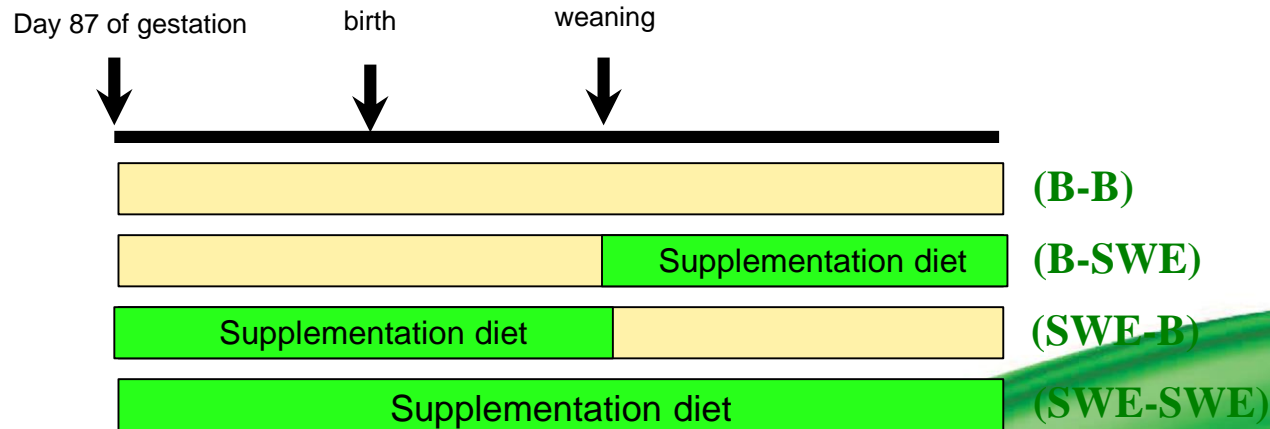 Day 87 of gestation birth weaning
(B-B)
Supplementation diet (B-SWE)
Supplementation diet (SWE-B)
Supplementation diet (SWE-SWE)